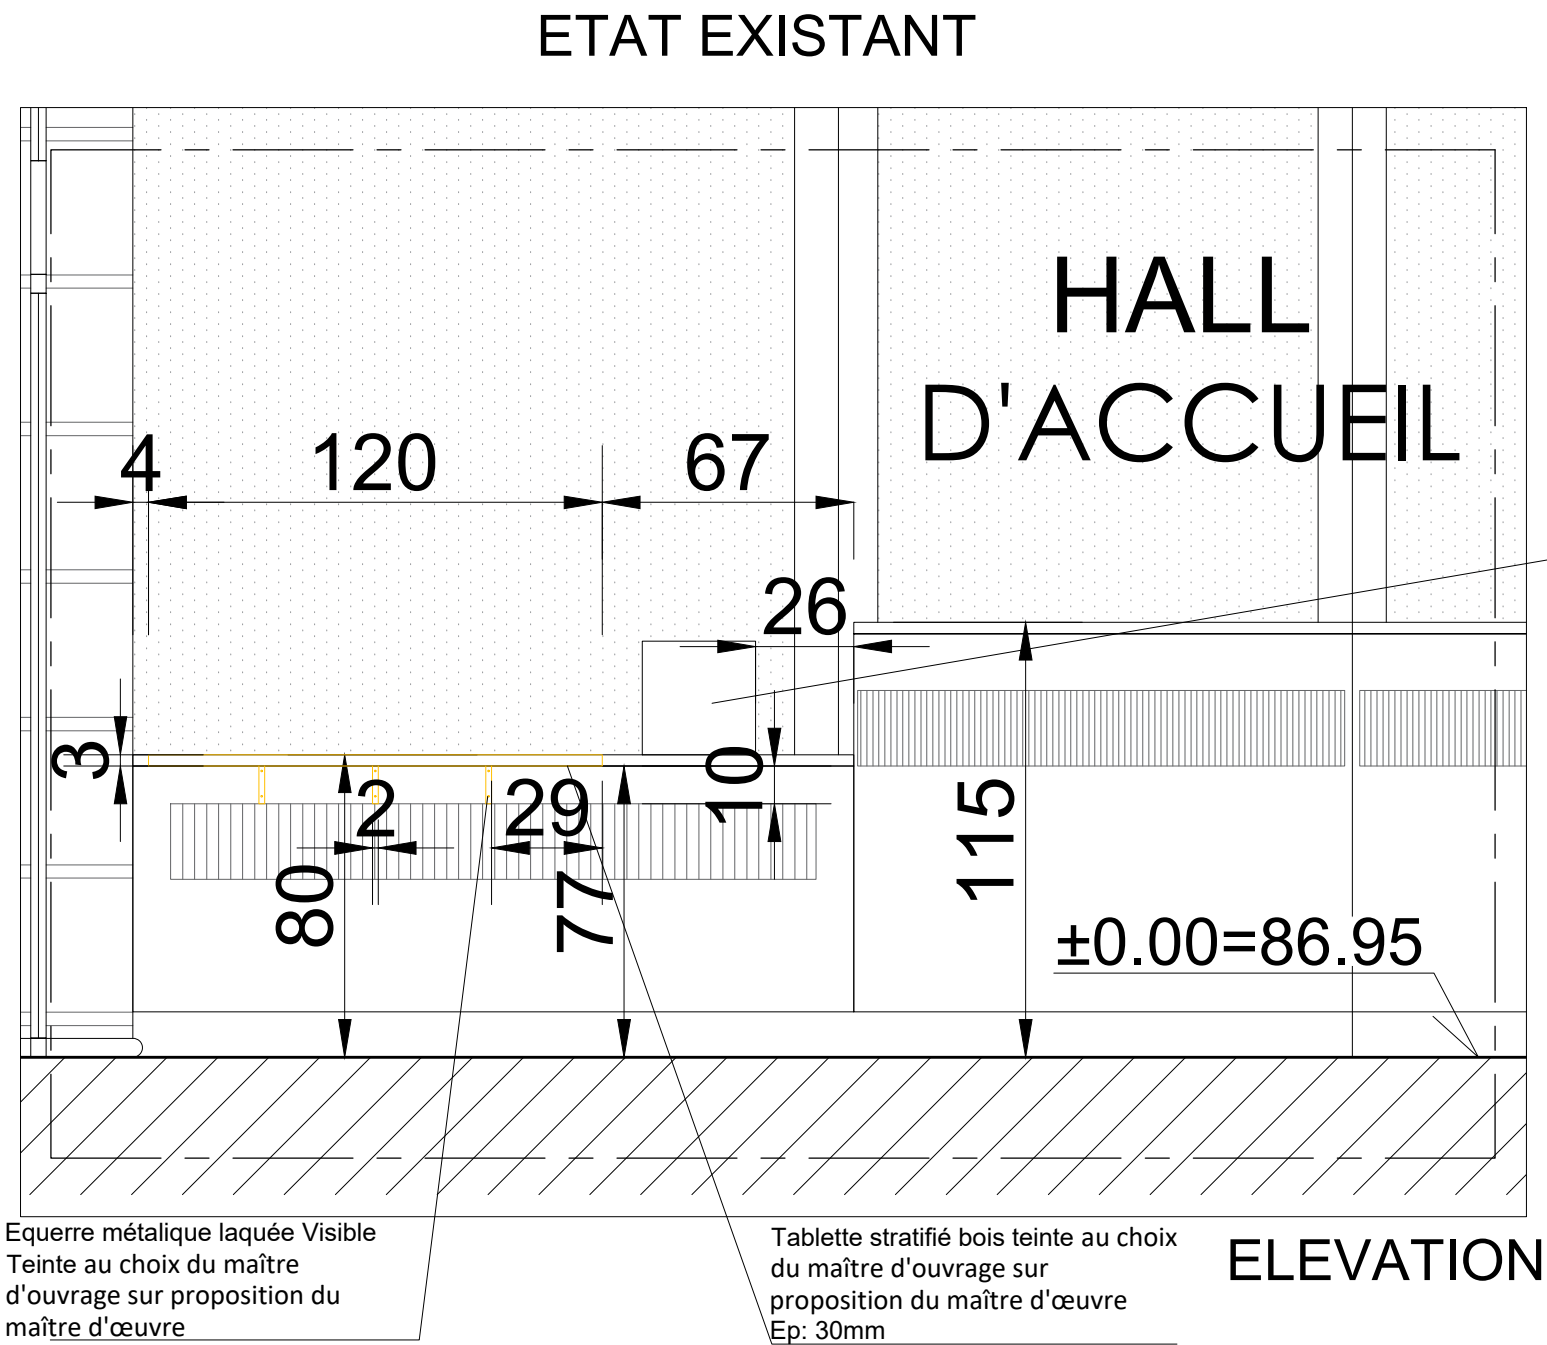 ETAT EXISTANT
HALL
D'ACCUEIL
4
120
67
26
3
10
2
29
80
77
115
±0.00=86.95
Equerre métalique laquée Visible
Teinte au choix du maître
d'ouvrage sur proposition du
maître d'œuvre
Tablette stratifié bois teinte au choix
du maître d'ouvrage sur
proposition du maître d'œuvre
Ep: 30mm
ELEVATION